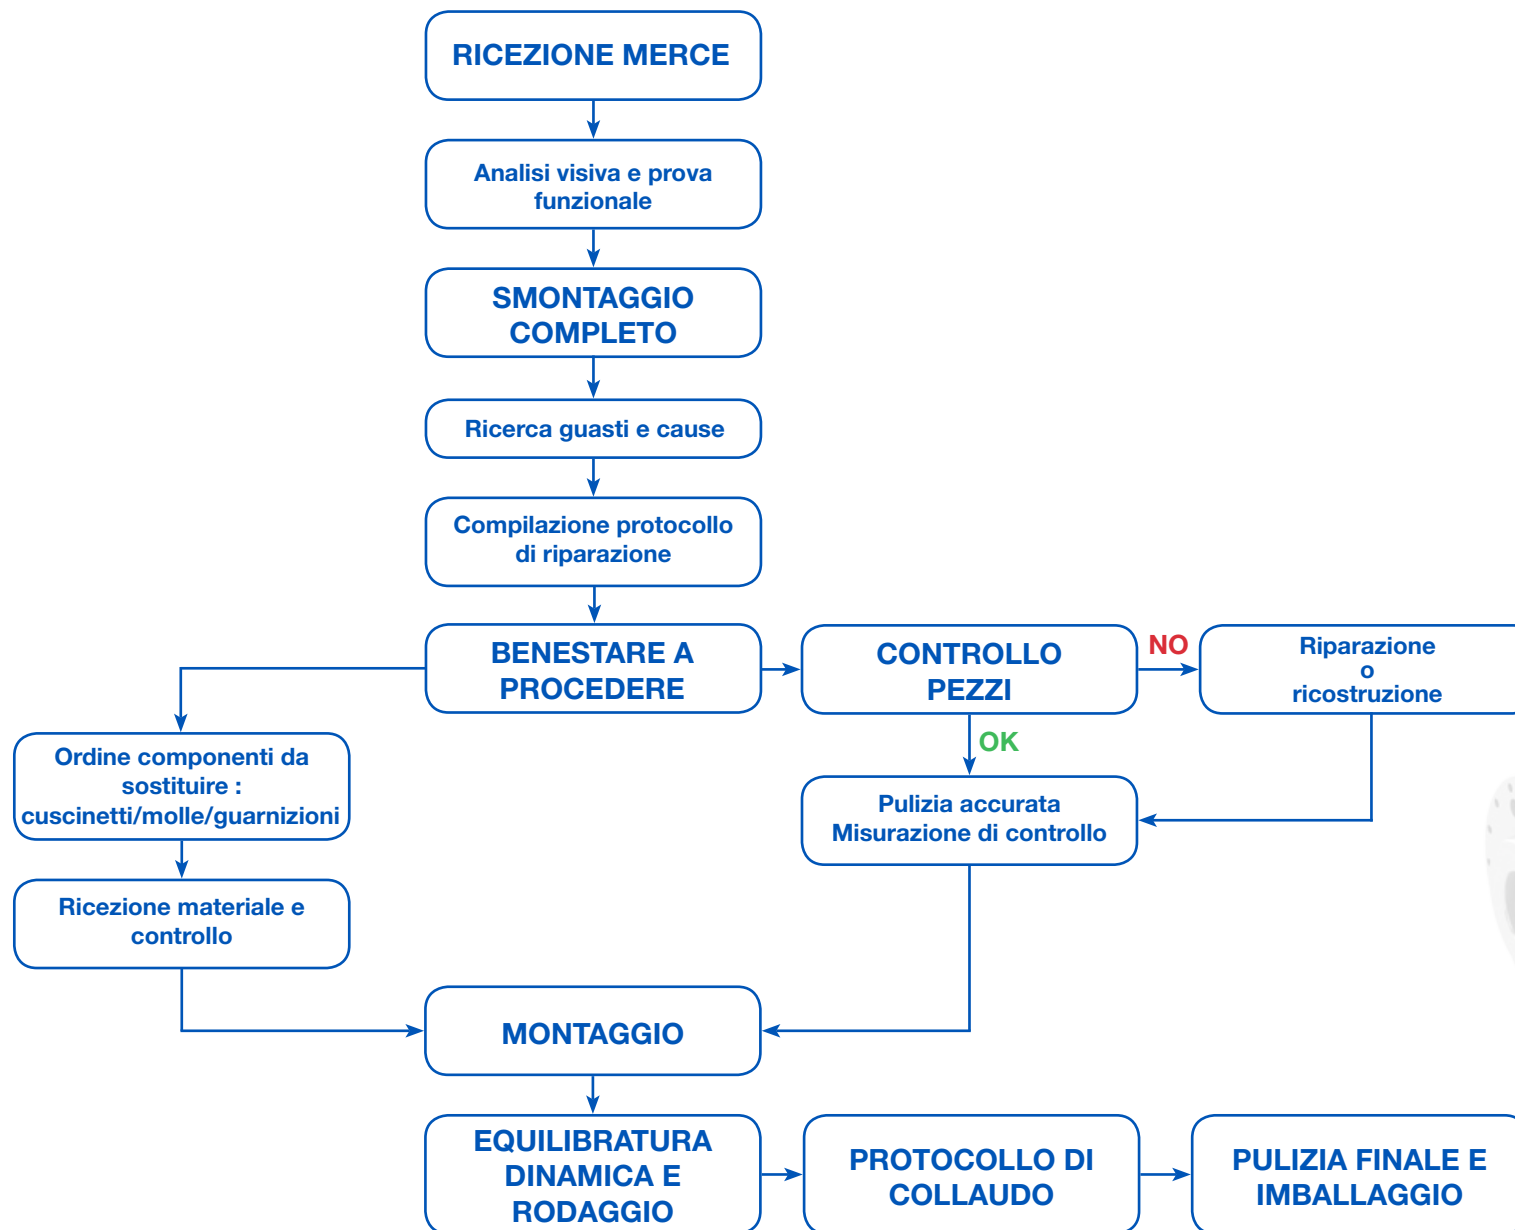 RICEZIONE MERCE
Analisi visiva e prova
funzionale
SMONTAGGIO
COMPLETO
Ricerca guasti e cause
Compilazione protocollo
di riparazione
BENESTARE A
PROCEDERE
CONTROLLO
PEZZI
NO
Riparazione
o
ricostruzione
OK
Ordine componenti da
sostituire :
cuscinetti/molle/guarnizioni
Pulizia accurata
Misurazione di controllo
Ricezione materiale e
controllo
MONTAGGIO
EQUILIBRATURA
DINAMICA E
RODAGGIO
PROTOCOLLO DI
COLLAUDO
PULIZIA FINALE E
IMBALLAGGIO